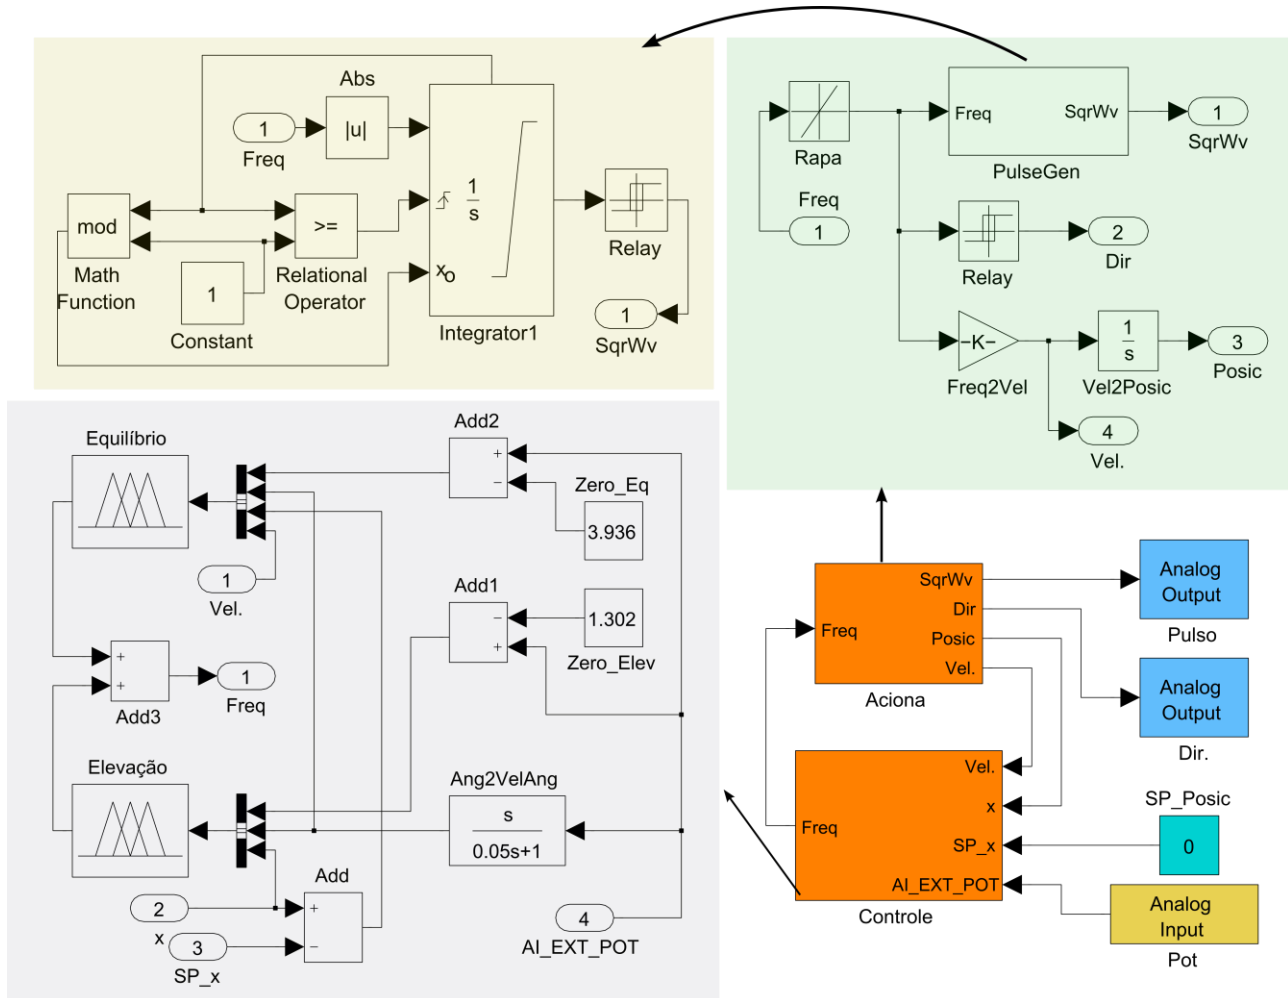 Abs
1
|u|
Freq
mod
>=
1
s
xo
Math
Function
Relational
Operator
1
Constant
Integrator1
Relay
1
SqrWv
Rapa
Freq
1
Freq
SqrWv
PulseGen
1
SqrWv
Relay
2
Dir
-K-
Freq2Vel
1
s
Vel2Posic
3
Posic
4
Vel.
Equilíbrio
Add2
+
−
Zero_Eq
3.936
1
Vel.
Add1
−
+
1.302
Zero_Elev
+
+
Add3
1
Freq
Elevação
Ang2VelAng
s
0.05s+1
Add
+
−
2
x
3
SP_x
4
AI_EXT_POT
Freq
SqrWv
Dir
Posic
Vel.
Aciona
Analog
Output
Pulso
Analog
Output
Dir.
Freq
Vel.
x
SP_x
AI_EXT_POT
Controle
SP_Posic
0
Analog
Input
Pot